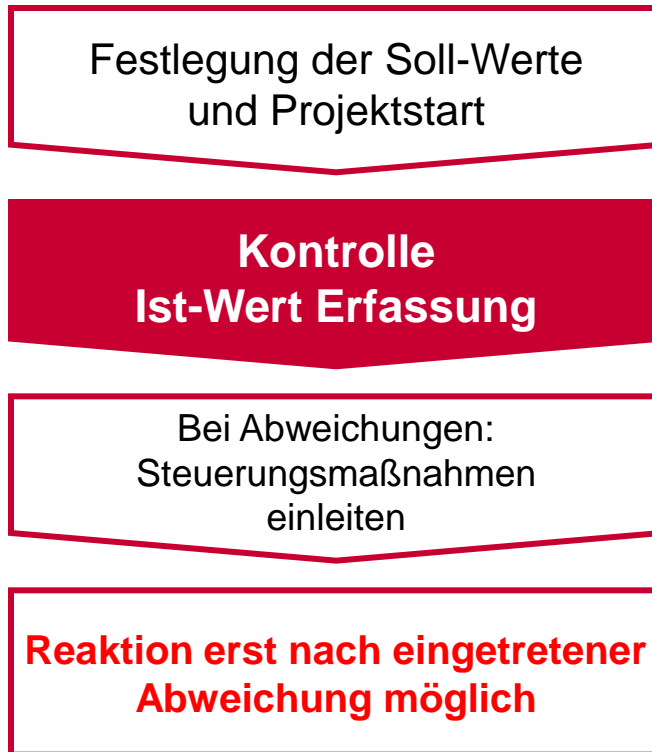 Festlegung der Soll-Werte
und Projektstart
Kontrolle
Ist-Wert Erfassung
Bei Abweichungen:
Steuerungsmaßnahmen
einleiten
Reaktion erst nach eingetretener
Abweichung möglich